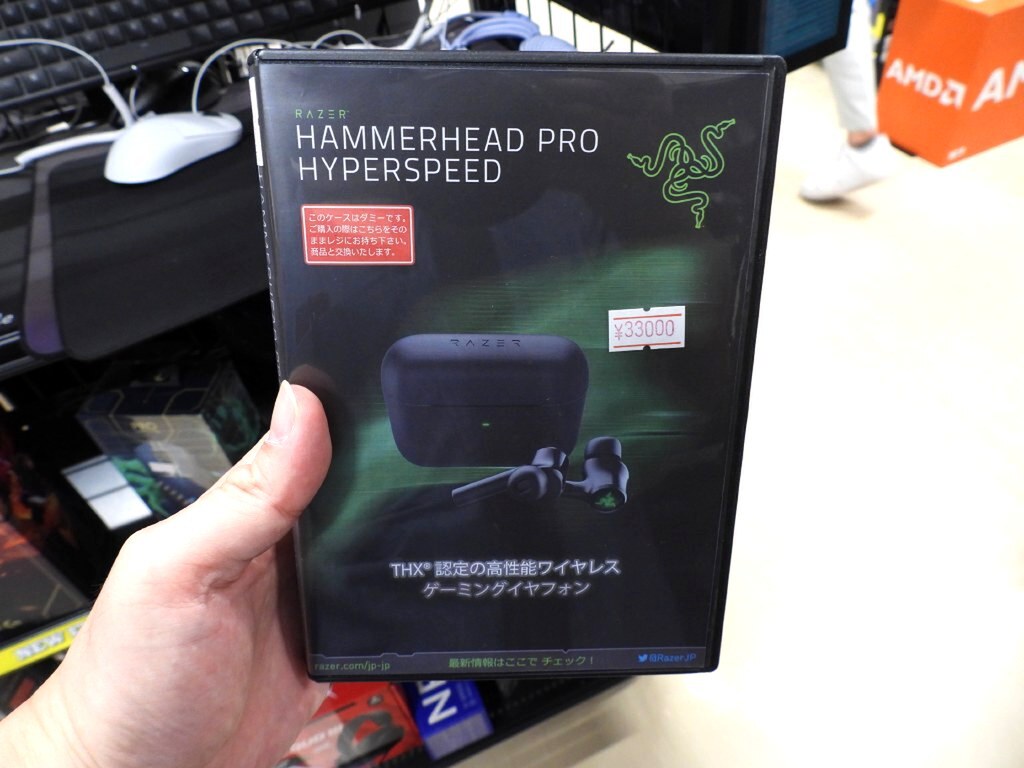 RAZER
HAMMERHEAD PRO
HYPERSPEED
このケースはダミーです。
ご購入の際はこちらをその
ままレジにお持ち下さい。
商品と交換いたします。
¥33000
RAZER
THX® 認定の高性能ワイヤレス
ゲーミングイヤフォン
razer.com/jp-jp
最新情報はここで チェック！
@RazerJP
AMD
PRO
NEW